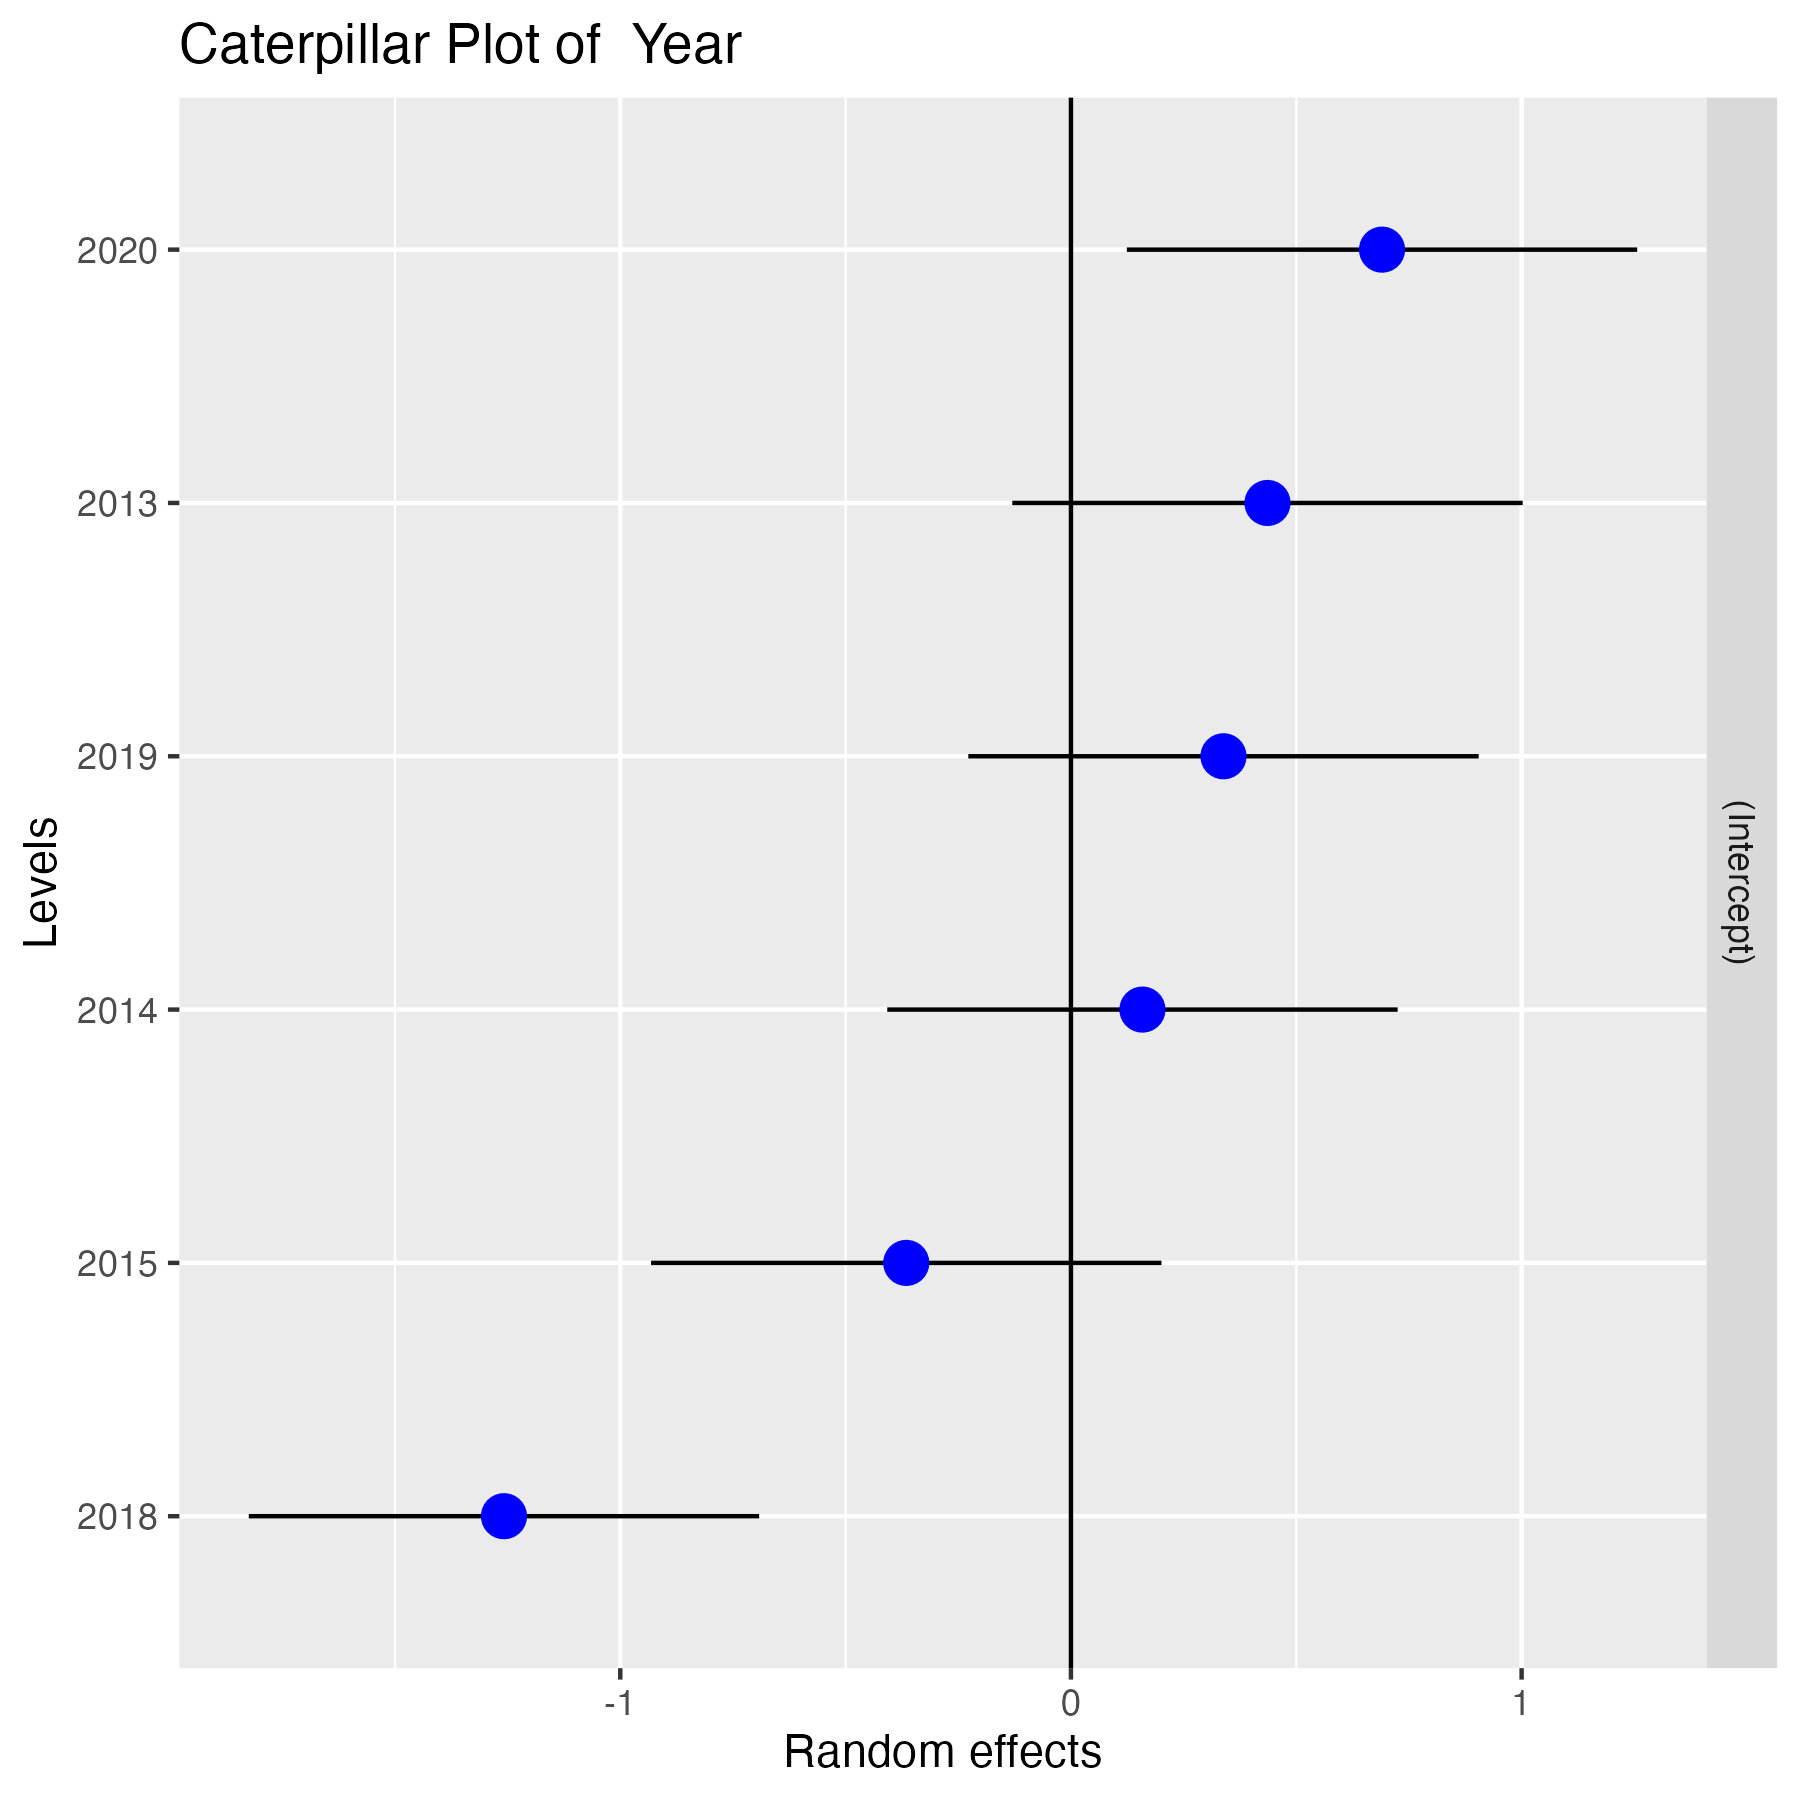 Caterpillar Plot of  Year
2020
2013
2019
2014
2015
2018
Levels
(Intercept)
-1
0
1
Random effects